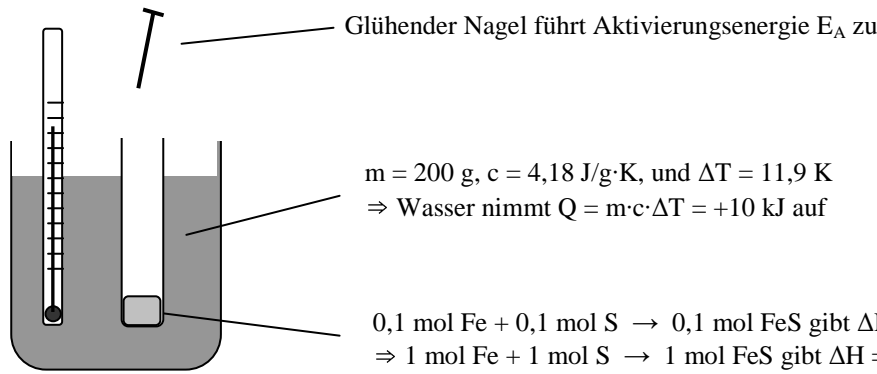 Glühender Nagel führt Aktivierungsenergie E_A zu
m = 200 g, c = 4,18 J/g·K, und ΔT = 11,9 K
⇒ Wasser nimmt Q = m·c·ΔT = +10 kJ auf
0,1 mol Fe + 0,1 mol S → 0,1 mol FeS gibt
⇒ 1 mol Fe + 1 mol S → 1 mol FeS gibt ΔH =